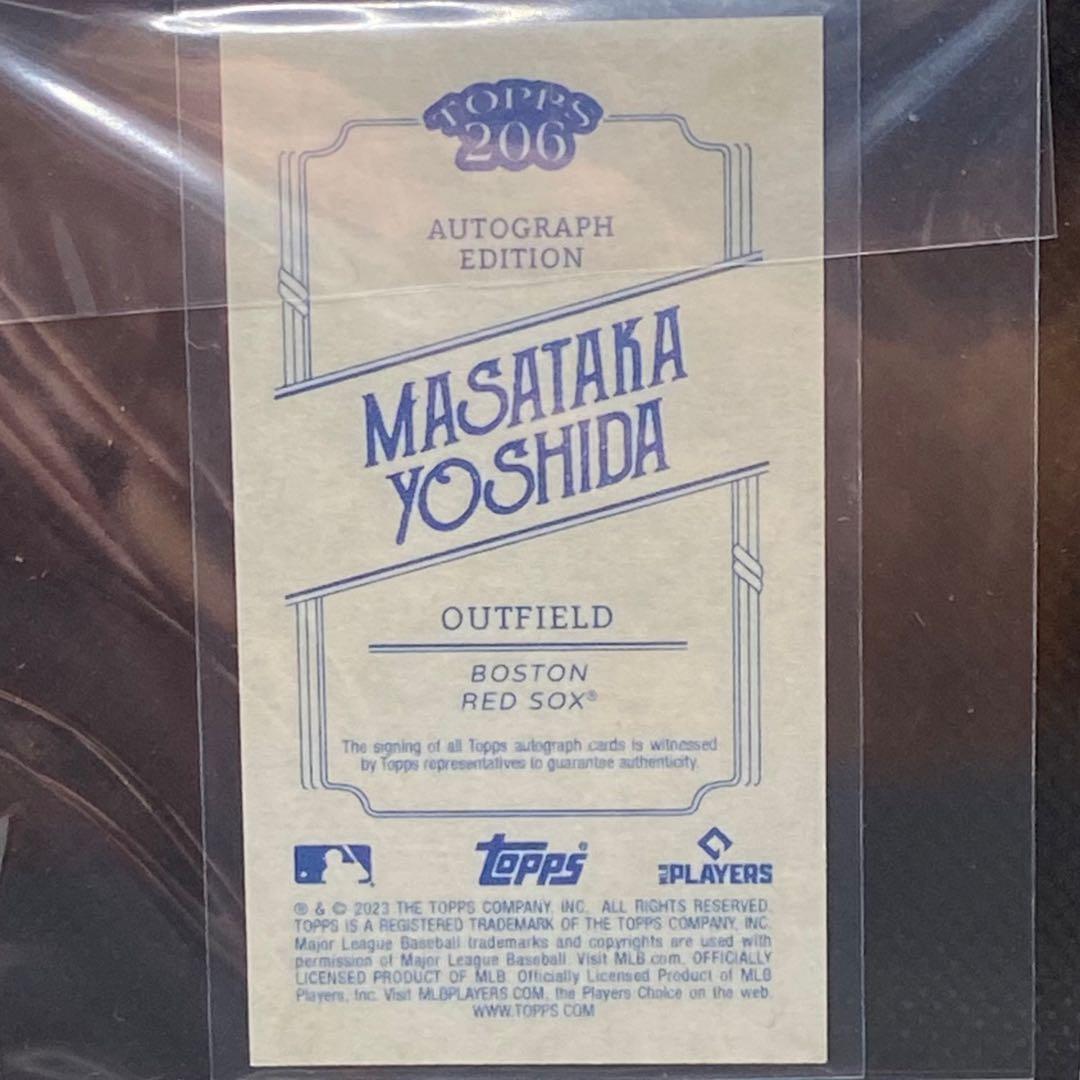 TOPPS
206
AUTOGRAPH
EDITION
MASATAKA
YOSHIDA
OUTFIELD
BOSTON
RED SOX®
The signing of all Topps autograph cards is witnessed
by Topps representatives to guarantee authenticity.
topps®
MLB PLAYERS
® & © 2023 THE TOPPS COMPANY, INC. ALL RIGHTS RESERVED.
TOPPS IS A REGISTERED TRADEMARK OF THE TOPPS COMPANY, INC.
Major League Baseball trademarks and copyrights are used with
permission of Major League Baseball. Visit MLB.com. OFFICIALLY
LICENSED PRODUCT OF MLB Officially Licensed Product of MLB
Players, Inc. Visit MLBPLAYERS.COM, the Players Choice on the web.
WWW.TOPPS.COM